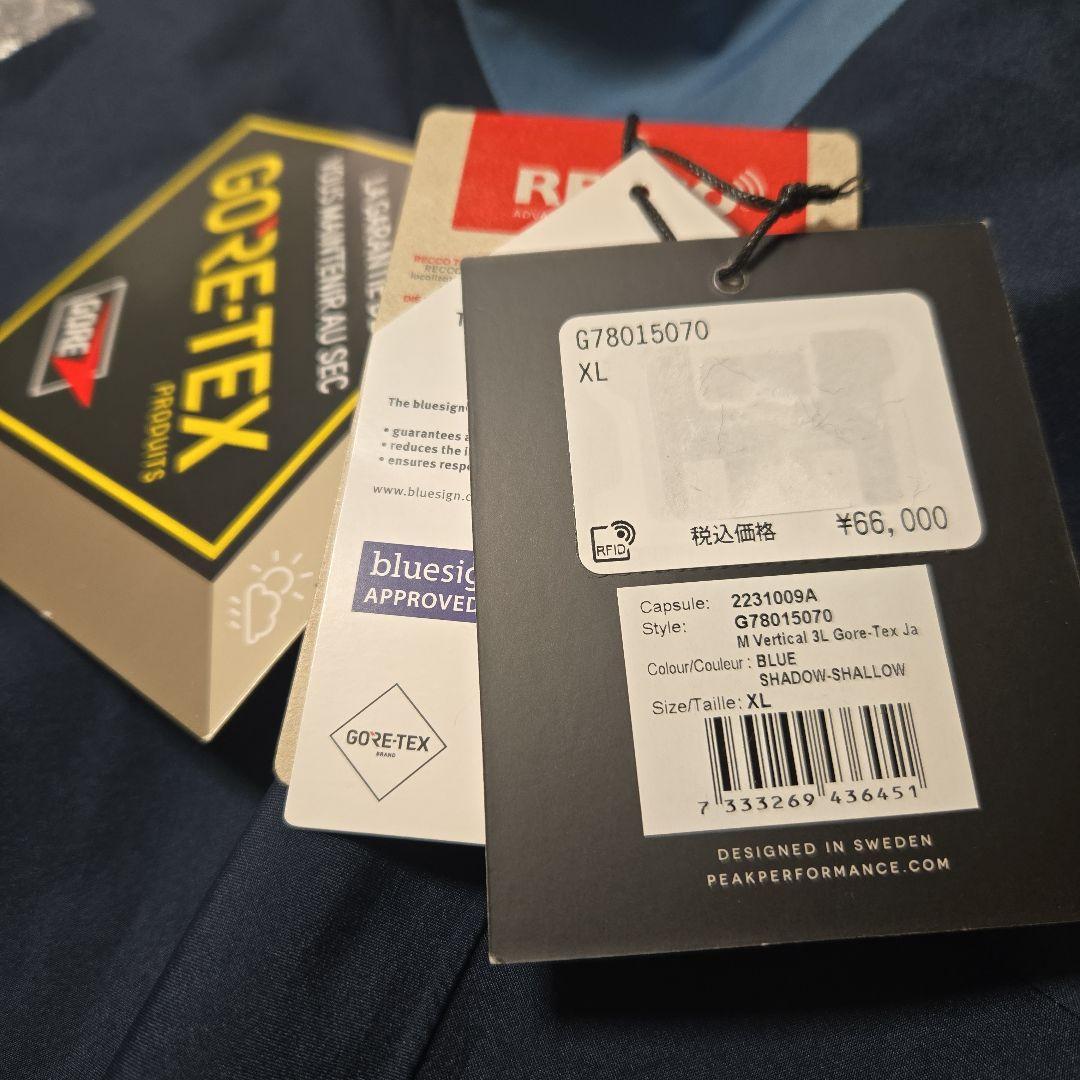 GORE-TEX
PRODUITS
GORE
VOUS MAINTENIR AU SEC
The bluesign
• guarantees
• reduces the
• ensures
www.bluesign.
APPROVED
GORE-TEX
BRAND
G78015070
XL
RFID
税込価格 ¥66,000
Capsule: 2231009A
Style: G78015070
M Vertical 3L Gore-Tex Ja
Colour/Couleur : BLUE
SHADOW-SHALLOW
Size/Taille: XL
7 333269 436451
DESIGNED IN SWEDEN
PEAKPERFORMANCE.COM